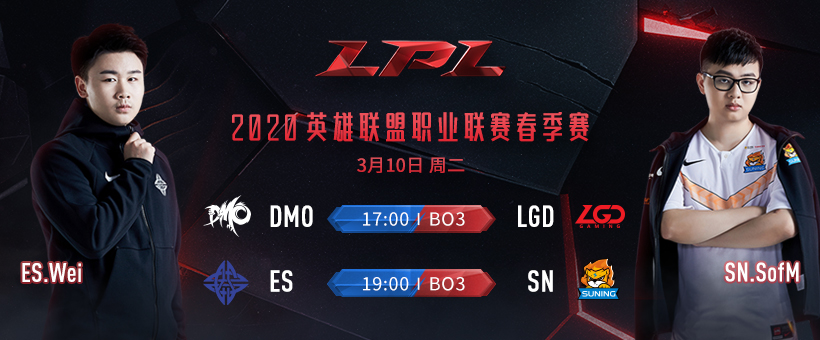 LPL
2020英雄联盟职业联赛春季赛
3月10日 周二
DMO DMO 17:00 | BO3 LGD LGD
GAMING
ES 19:00 | BO3 SN SUNING
ES.Wei
SN.SofM
SUNING